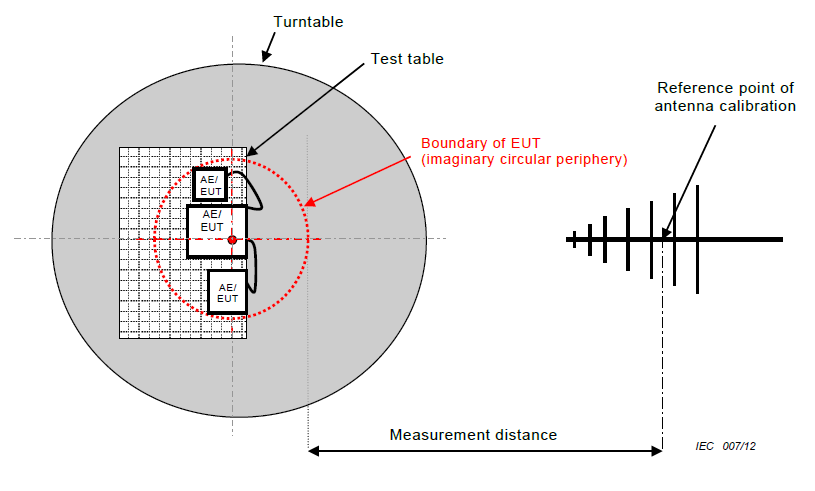 Turntable
Test table
Reference point of
antenna calibration
Boundary of EUT
(imaginary circular periphery)
AE/
EUT
AE/
EUT
AE/
EUT
Measurement distance
IEC 007/12